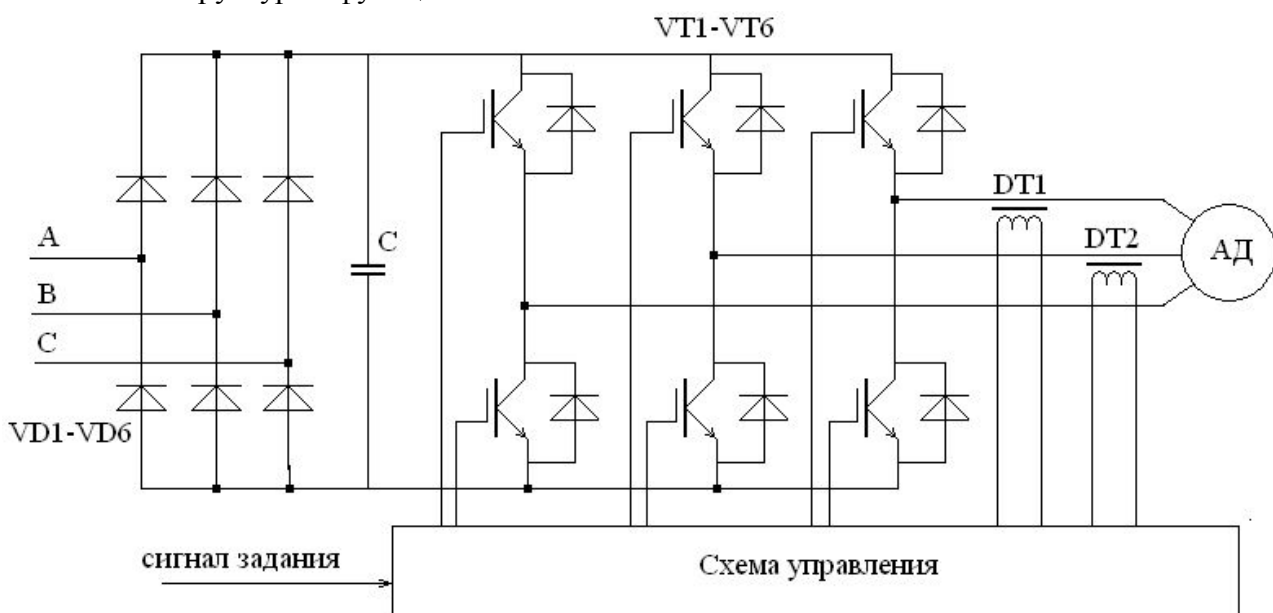 VT1-VT6
DT1
A
C
DT2
АД
B
C
VD1-VD6
сигнал задания
Схема управления